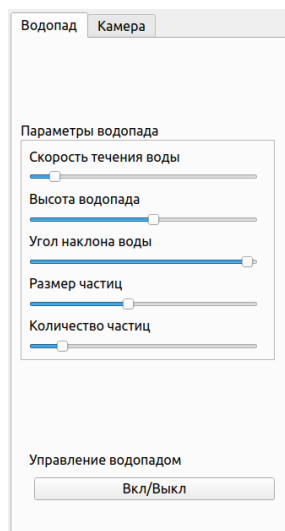 Водопад
Камера
Параметры водопада
Скорость течения воды
Высота водопада
Угол наклона воды
Размер частиц
Количество частиц
Управление водопадом
Вкл/Выкл